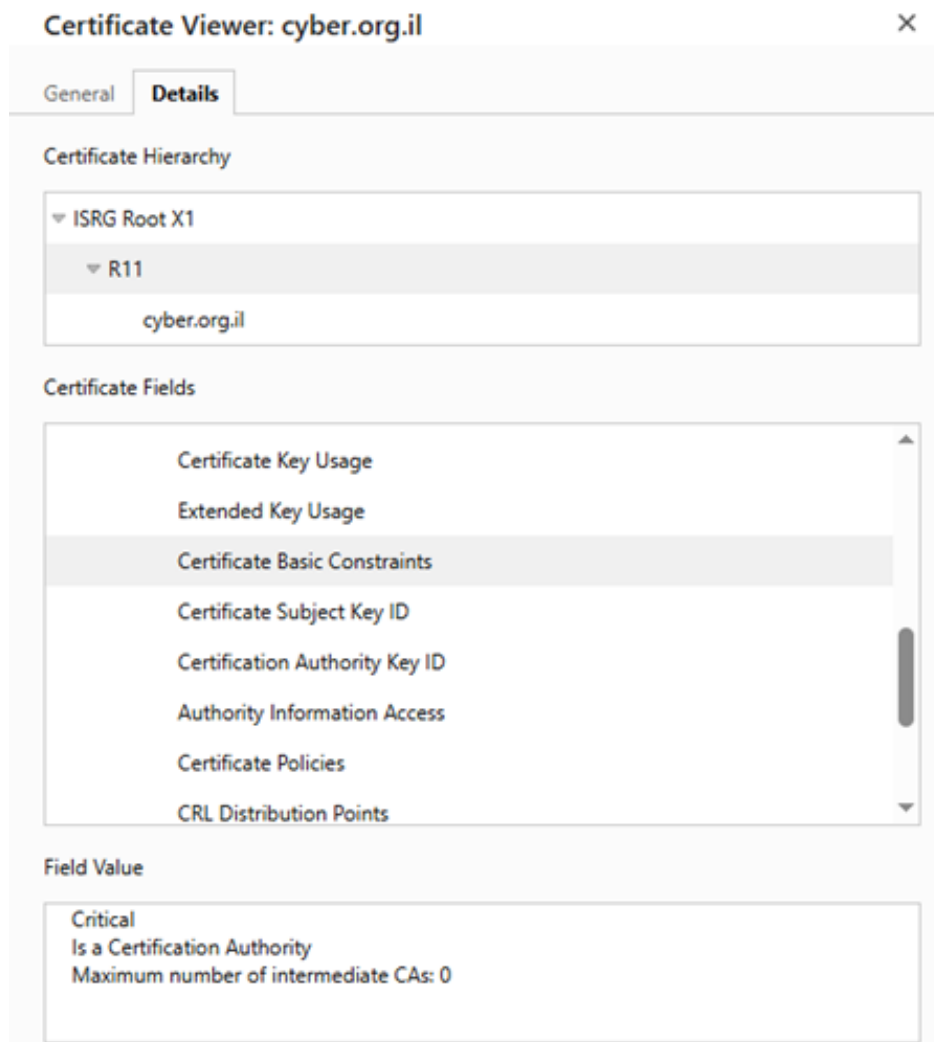 Certificate Viewer: cyber.org.il
General Details
Certificate Hierarchy
ISRG Root X1
R11
cyber.org.il
Certificate Fields
Certificate Key Usage
Extended Key Usage
Certificate Basic Constraints
Certificate Subject Key ID
Certification Authority Key ID
Authority Information Access
Certificate Policies
CRL Distribution Points
Field Value
Critical
Is a Certification Authority
Maximum number of intermediate CAs: 0